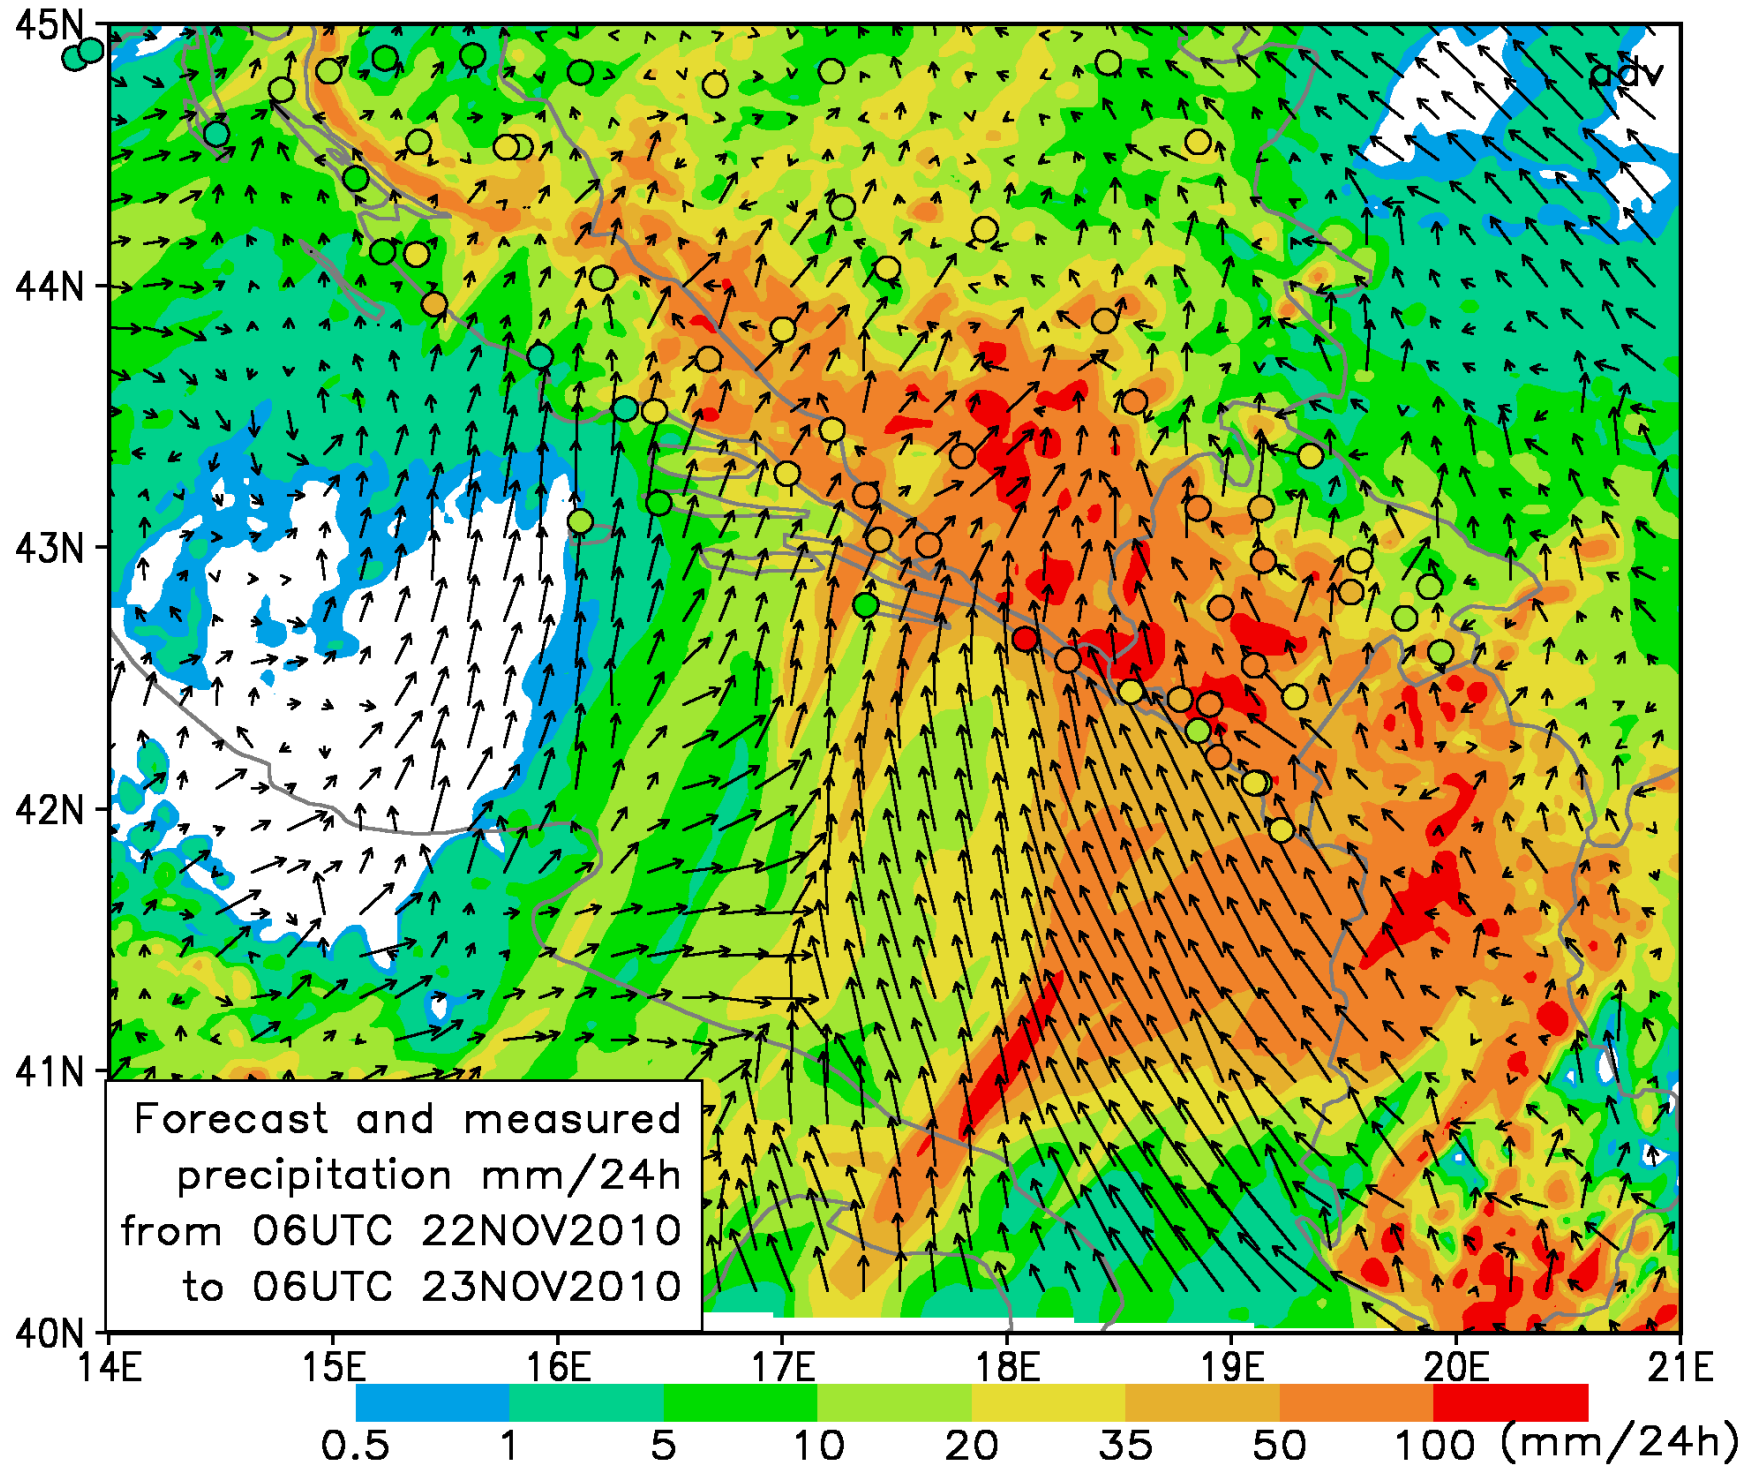 45N
adv
44N
43N
42N
41N
Forecast and measured
precipitation mm/24h
from 06UTC 22NOV2010
to 06UTC 23NOV2010
40N
14E 15E 16E 17E 18E 19E 20E 21E
0.5 1 5 10 20 35 50 100 (mm/24h)